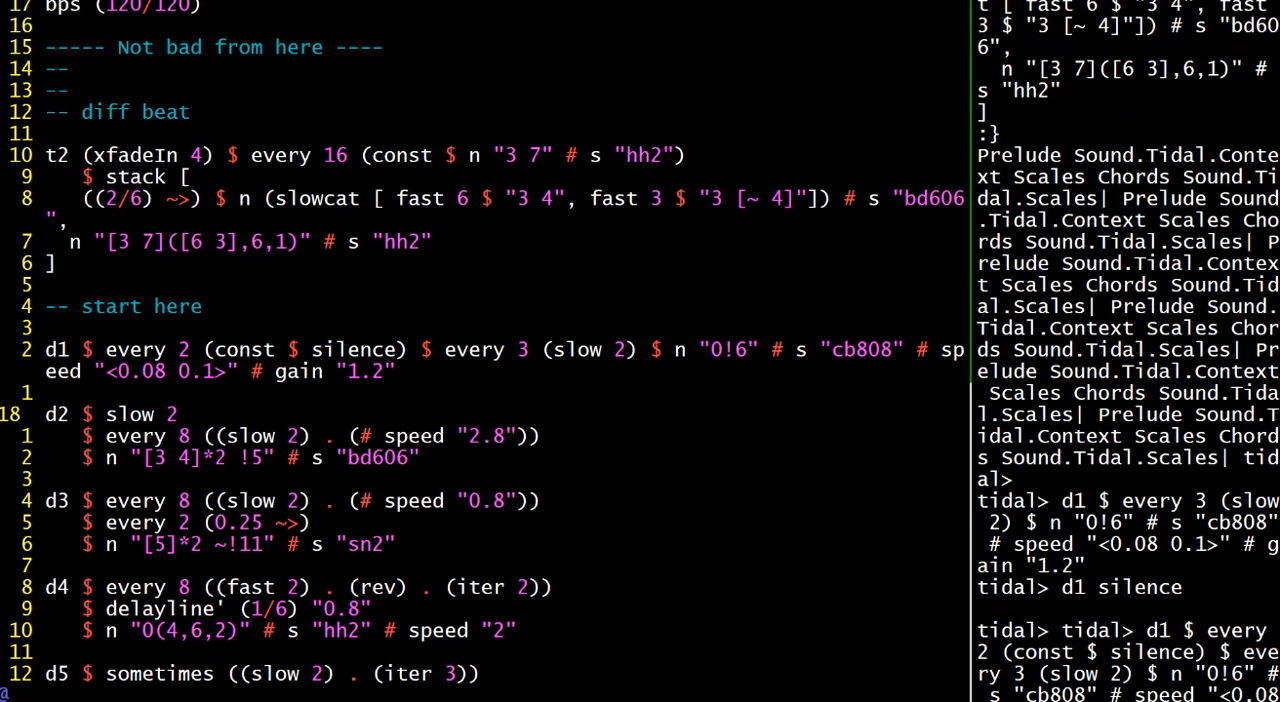 17 bps (120/120)
16
15 ----- Not bad from here ----
14 --
13 --
12 -- diff beat
11
10 t2 (xfadeIn 4) $ every 16 (const $ n "3 7" # s "hh2")
9 $ stack [
8 ((2/6) ~>) $ n (slowcat [ fast 6 $ "3 4", fast 3 $ "3 [~ 4]"]) # s "bd606
",
7 n "[3 7]([6 3],6,1)" # s "hh2"
6 ]
5
4 -- start here
3
2 d1 $ every 2 (const $ silence) $ every 3 (slow 2) $ n "0!6" # s "cb808" # sp
eed "<0.08 0.1>" # gain "1.2"
1
18 d2 $ slow 2
1 $ every 8 ((slow 2) . (# speed "2.8"))
2 $ n "[3 4]*2 !5" # s "bd606"
3
4 d3 $ every 8 ((slow 2) . (# speed "0.8"))
5 $ every 2 (0.25 ~>)
6 $ n "[5]*2 ~!11" # s "sn2"
7
8 d4 $ every 8 ((fast 2) . (rev) . (iter 2))
9 $ delayline' (1/6) "0.8"
10 $ n "0(4,6,2)" # s "hh2" # speed "2"
11
12 d5 $ sometimes ((slow 2) . (iter 3))
@
t [ fast 6 $ "3 4", fast
3 $ "3 [~ 4]"]) # s "bd60
6",
n "[3 7]([6 3],6,1)" #
s "hh2"
]
:}
Prelude Sound.Tidal.Conte
xt Scales Chords Sound.Ti
dal.Scales| Prelude Sound
.Tidal.Context Scales Cho
rds Sound.Tidal.Scales| P
relude Sound.Tidal.Contex
t Scales Chords Sound.Tid
al.Scales| Prelude Sound.
Tidal.Context Scales Chor
ds Sound.Tidal.Scales| Pr
elude Sound.Tidal.Context
Scales Chords Sound.Tida
l.Scales| Prelude Sound.T
idal.Context Scales Chord
s Sound.Tidal.Scales| tid
al>
tidal> d1 $ every 3 (slow
2) $ n "0!6" # s "cb808"
# speed "<0.08 0.1>" # g
ain "1.2"
tidal> d1 silence
tidal> tidal> d1 $ every
2 (const $ silence) $ eve
ry 3 (slow 2) $ n "0!6" #
s "cb808" # speed "<0.08